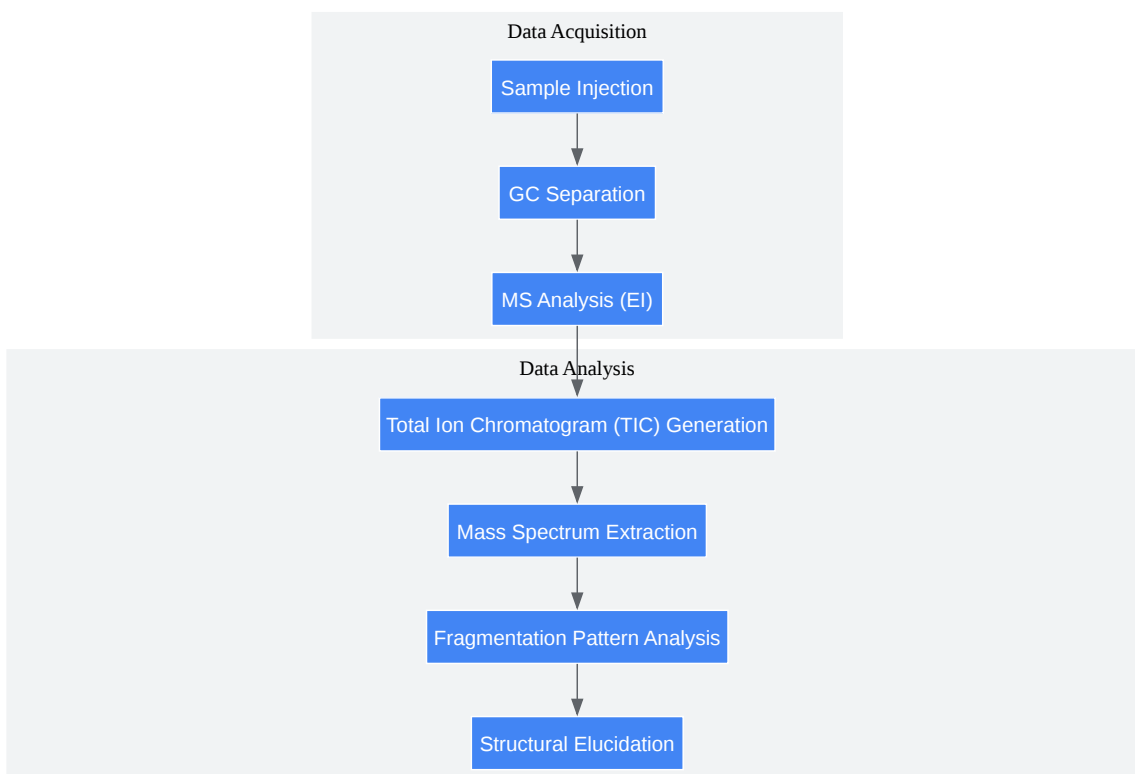 Data Acquisition
Sample Injection
GC Separation
MS Analysis (EI)
Data Analysis
Total Ion Chromatogram (TIC) Generation
Mass Spectrum Extraction
Fragmentation Pattern Analysis
Structural Elucidation